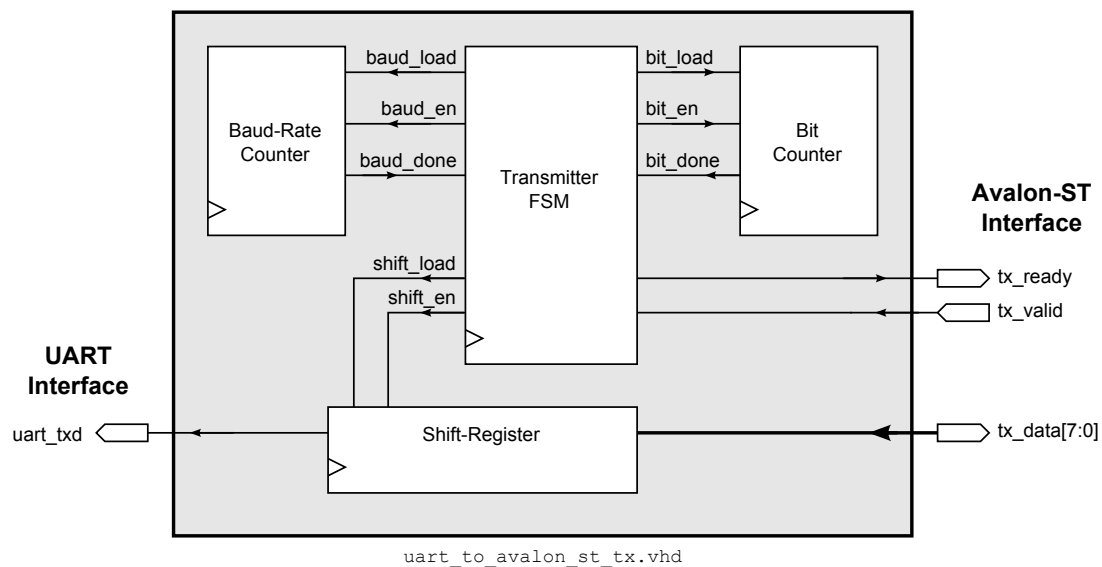 baud_load
bit_load
baud_en
bit_en
Baud-Rate
Counter
Bit
Counter
baud_done
bit_done
Transmitter
FSM
Avalon-ST
Interface
shift_load
tx_ready
shift_en
tx_valid
UART
Interface
uart_txd
Shift-Register
tx_data[7:0]
uart_to_avalon_st_tx.vhd